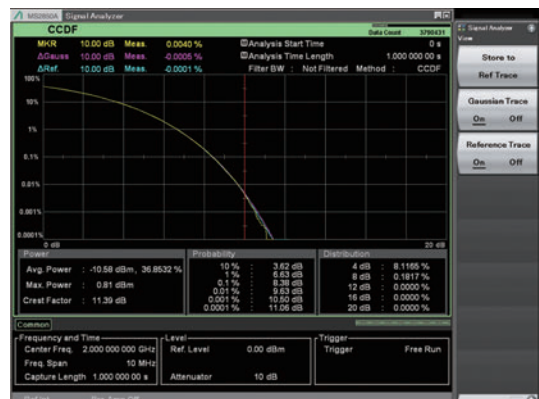 MS2850A Signal Analyzer
CCDF
Data Count 3798431
MKR 10.00 dB Meas. 0.0040 %
ΔGauss 10.00 dB Meas. -0.0005 %
ΔRef. 10.00 dB Meas. -0.0001 %
Analysis Start Time 0 s
Analysis Time Length 1.000 000 00 s
Filter BW : Not Filtered Method : CCDF
100%
10%
1%
0.1%
0.01%
0.001%
0.0001%
0 dB 20 dB
Power
Avg. Power : -10.58 dBm, 36.8532 %
Max. Power : 0.81 dBm
Crest Factor : 11.39 dB
Probability
10 % : 3.62 dB
1 % : 6.63 dB
0.1 % : 8.38 dB
0.01 % : 9.63 dB
0.001 % : 10.50 dB
0.0001 % : 11.06 dB
Distribution
4 dB : 8.1165 %
8 dB : 0.1817 %
12 dB : 0.0000 %
16 dB : 0.0000 %
20 dB : 0.0000 %
Common
Frequency and Time
Center Freq. 2.000 000 000 GHz
Freq. Span 10 MHz
Capture Length 1.000 000 00 s
Level
Ref. Level 0.00 dBm
Attenuator 10 dB
Trigger
Trigger Free Run
Signal Analyzer
View
Store to
Ref Trace
Gaussian Trace
On Off
Reference Trace
On Off